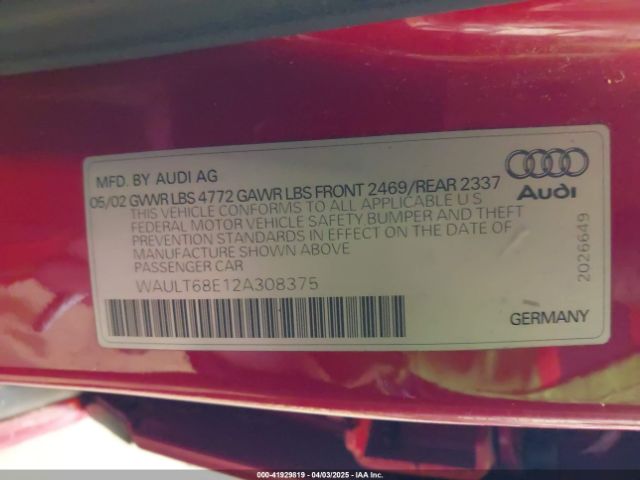 MFD. BY AUDI AG
05/02 GVWR LBS 4772 GAWR LBS FRONT 2469/REAR 2337
THIS VEHICLE CONFORMS TO ALL APPLICABLE U S
FEDERAL MOTOR VEHICLE SAFETY BUMPER AND THEFT
PREVENTION STANDARDS IN EFFECT ON THE DATE OF
MANUFACTURE SHOWN ABOVE
PASSENGER CAR
WAULT68E12A308375
Audi
2026649
GERMANY
000-41929819 - 04/03/2025 - IAA Inc.